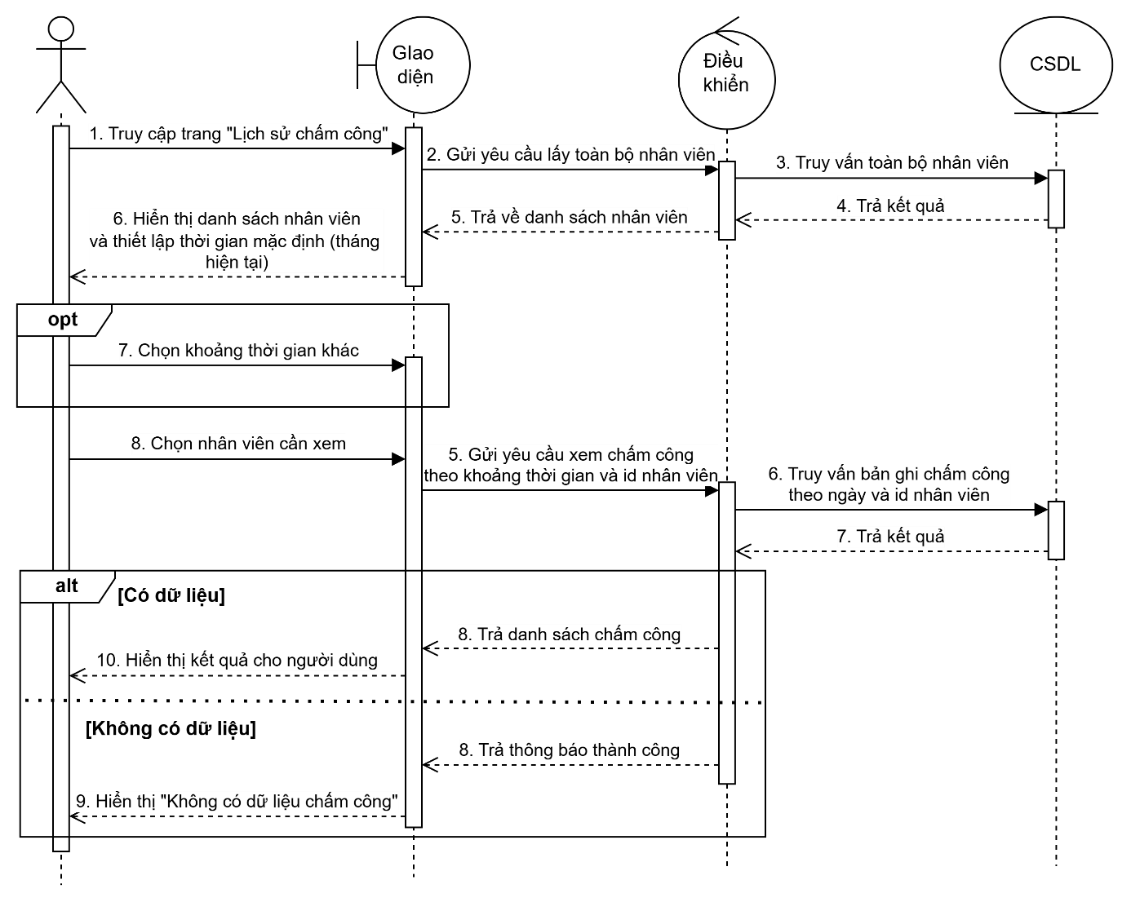 GIao
diện
Điều
khiển
CSDL
1. Truy cập trang "Lịch sử chấm công"
2. Gửi yêu cầu lấy toàn bộ nhân viên
3. Truy vấn toàn bộ nhân viên
4. Trả kết quả
5. Trả về danh sách nhân viên
6. Hiển thị danh sách nhân viên
và thiết lập thời gian mặc định (tháng
hiện tại)
opt
7. Chọn khoảng thời gian khác
8. Chọn nhân viên cần xem
5. Gửi yêu cầu xem chấm công
theo khoảng thời gian và id nhân viên
6. Truy vấn bản ghi chấm công
theo ngày và id nhân viên
7. Trả kết quả
alt
[Có dữ liệu]
8. Trả danh sách chấm công
10. Hiển thị kết quả cho người dùng
[Không có dữ liệu]
8. Trả thông báo thành công
9. Hiển thị "Không có dữ liệu chấm công"